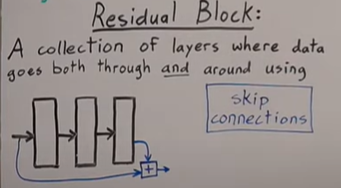 Residual Block:
A collection of layers where data
goes both through and around using
skip
connections
+